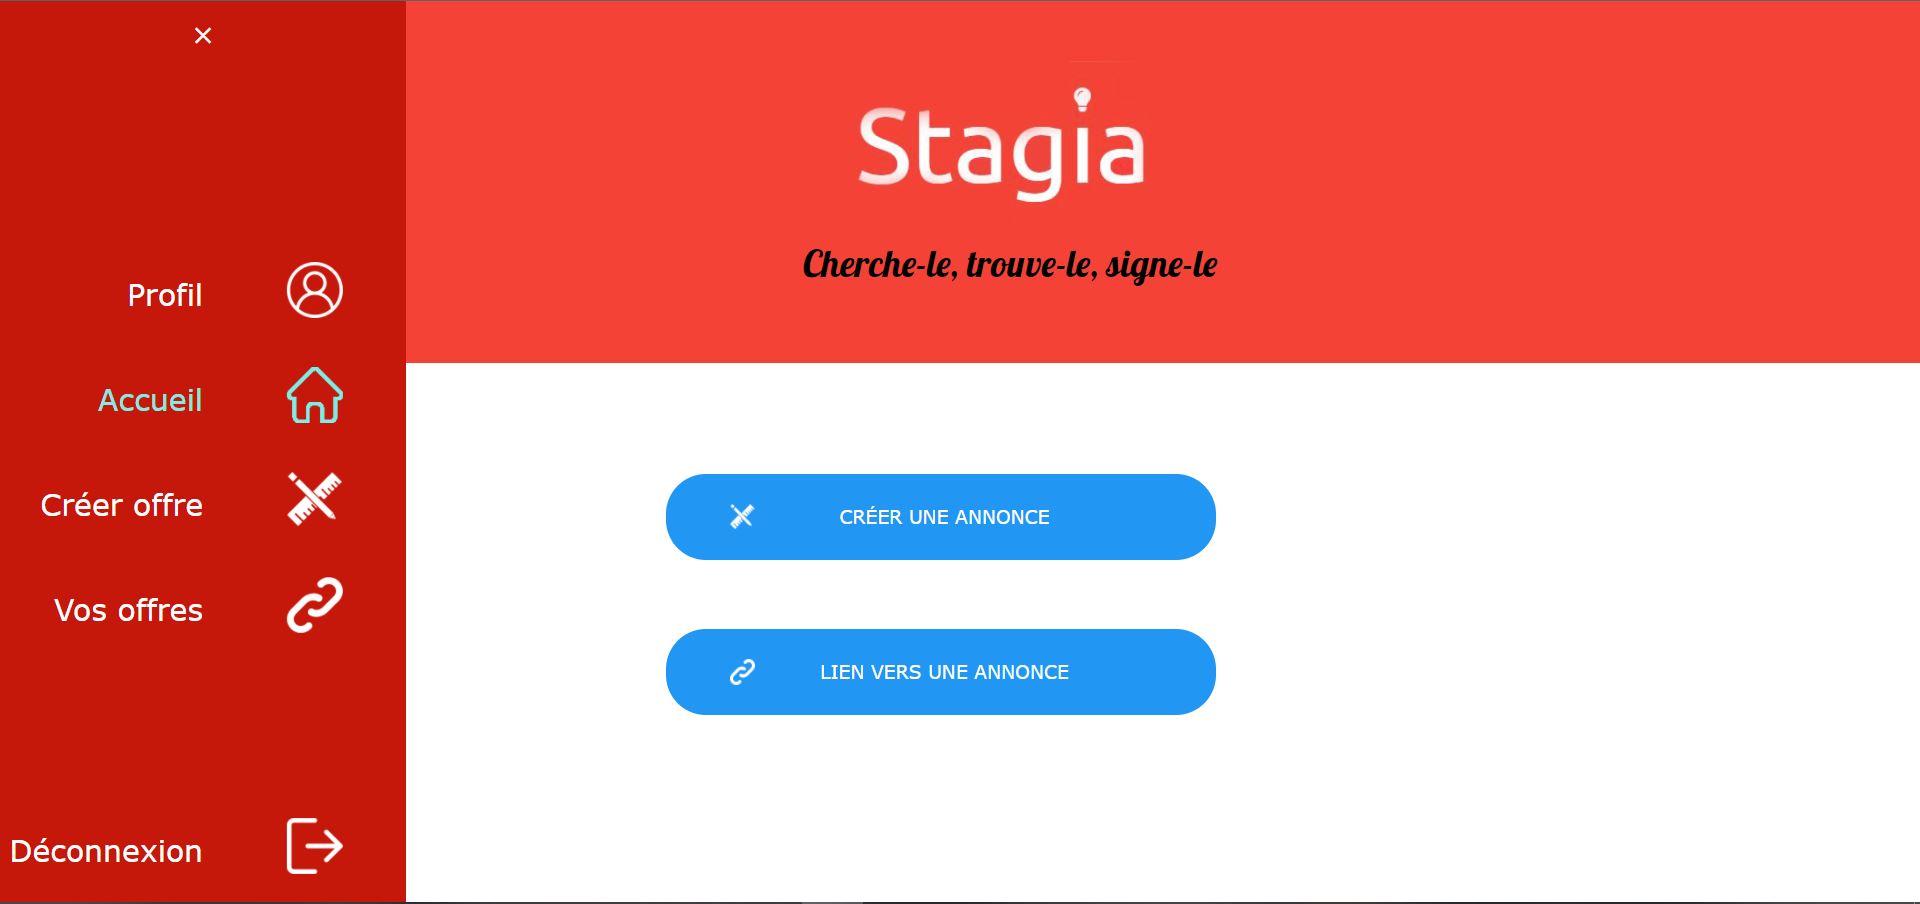 ×
Profil
Accueil
Créer offre
Vos offres
Déconnexion
Stagia
Cherche-le, trouve-le, signe-le
CRÉER UNE ANNONCE
LIEN VERS UNE ANNONCE